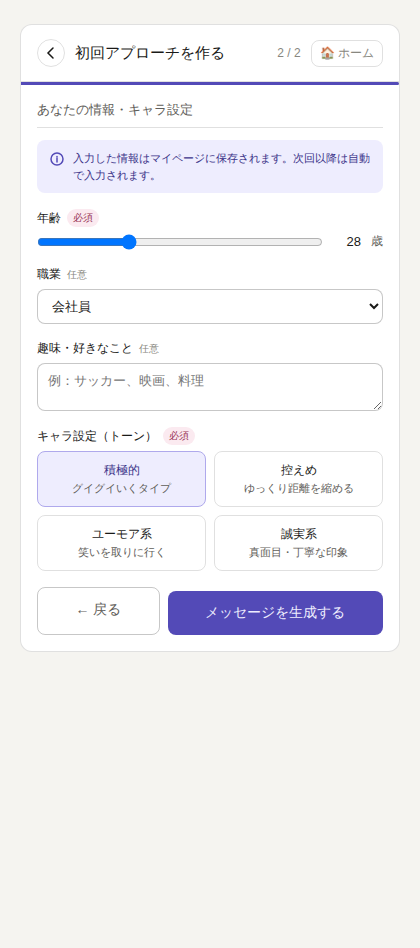 初回アプローチを作る
2 / 2
🏠 ホーム
あなたの情報・キャラ設定
入力した情報はマイページに保存されます。次回以降は自動
で入力されます。
年齢 必須
28 歳
職業 任意
会社員
趣味・好きなこと 任意
例：サッカー、映画、料理
キャラ設定（トーン） 必須
積極的
グイグイいくタイプ
控えめ
ゆっくり距離を縮める
ユーモア系
笑いを取りに行く
誠実系
真面目・丁寧な印象
← 戻る
メッセージを生成する